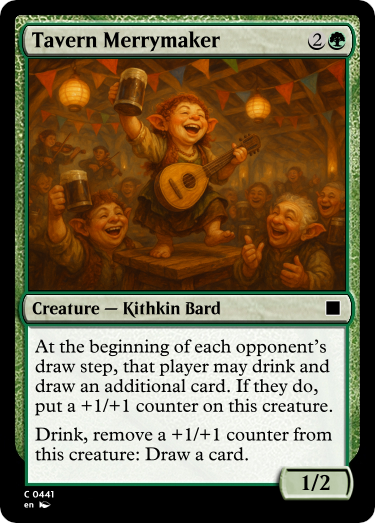 Tavern Merrymaker 2
Creature — Kithkin Bard
At the beginning of each opponent's
draw step, that player may drink and
draw an additional card. If they do,
put a +1/+1 counter on this creature.
Drink, remove a +1/+1 counter from
this creature: Draw a card.
1/2
C 0441
en